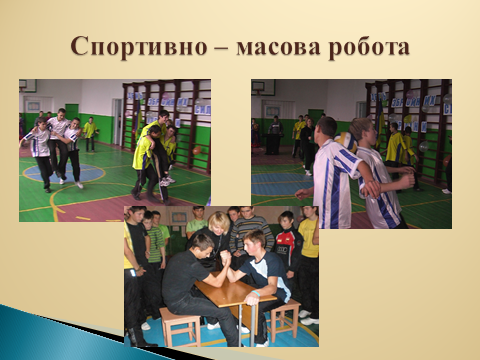 Спортивно – масова робота